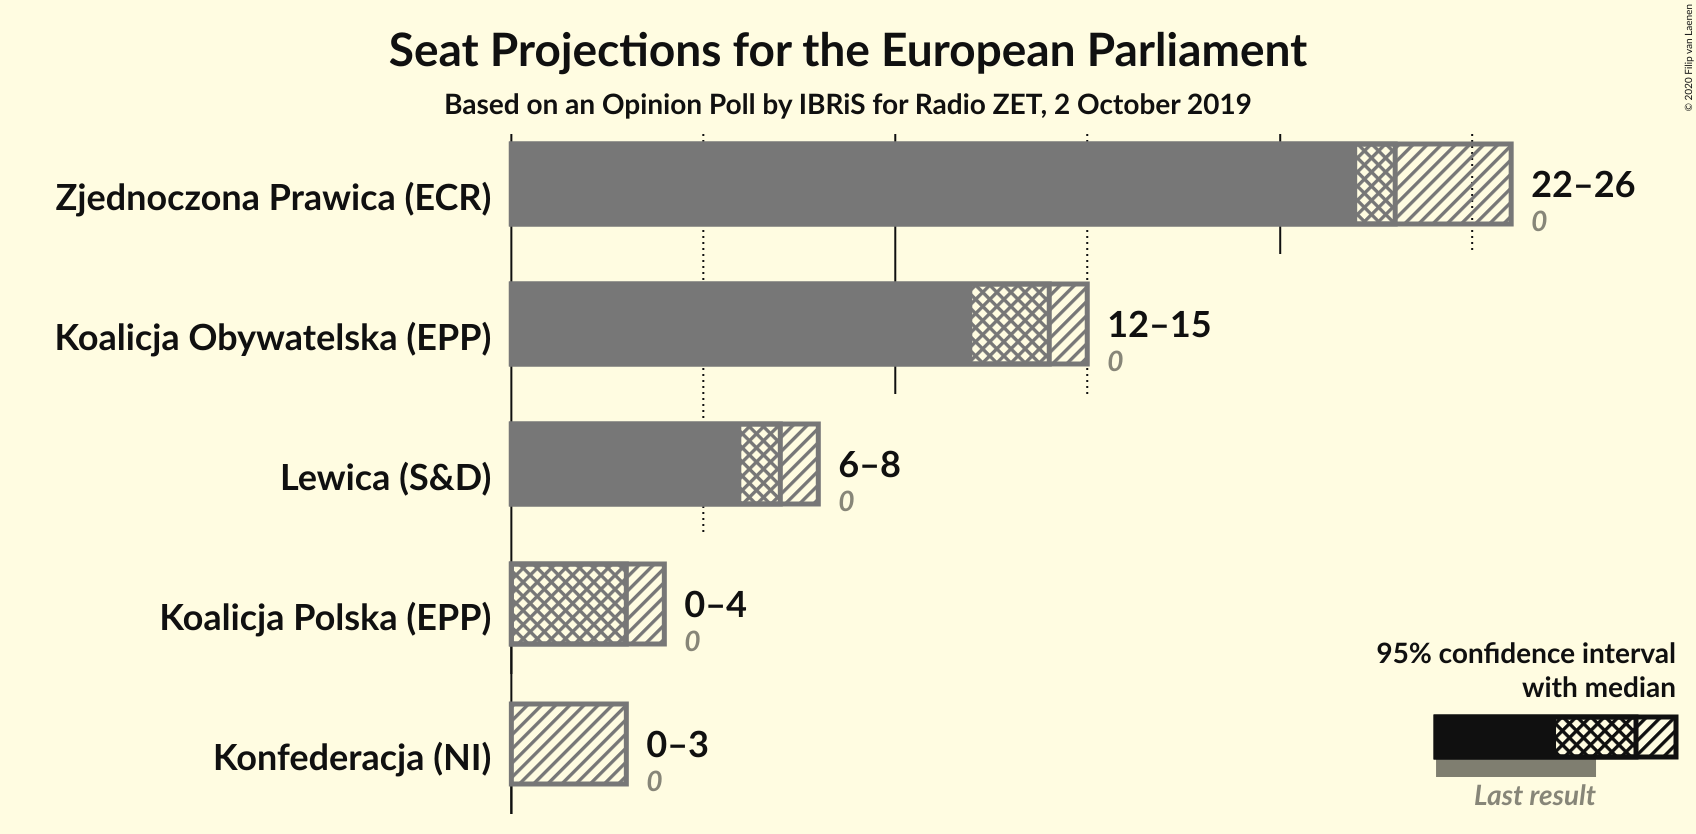 Seat Projections for the European Parliament
Based on an Opinion Poll by IBRiS for Radio ZET, 2 October 2019
© 2020 Filip van Laenen
Zjednoczona Prawica (ECR)
22–26
0
Koalicja Obywatelska (EPP)
12–15
0
Lewica (S&D)
6–8
0
Koalicja Polska (EPP)
0–4
0
Konfederacja (NI)
0–3
0
95% confidence interval
with median
Last result